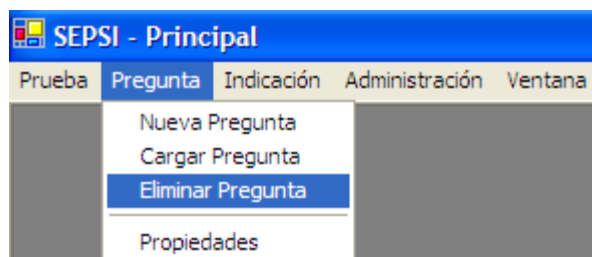 SEPSI - Principal
Prueba Pregunta Indicación Administración Ventana
Nueva Pregunta
Cargar Pregunta
Eliminar Pregunta
Propiedades